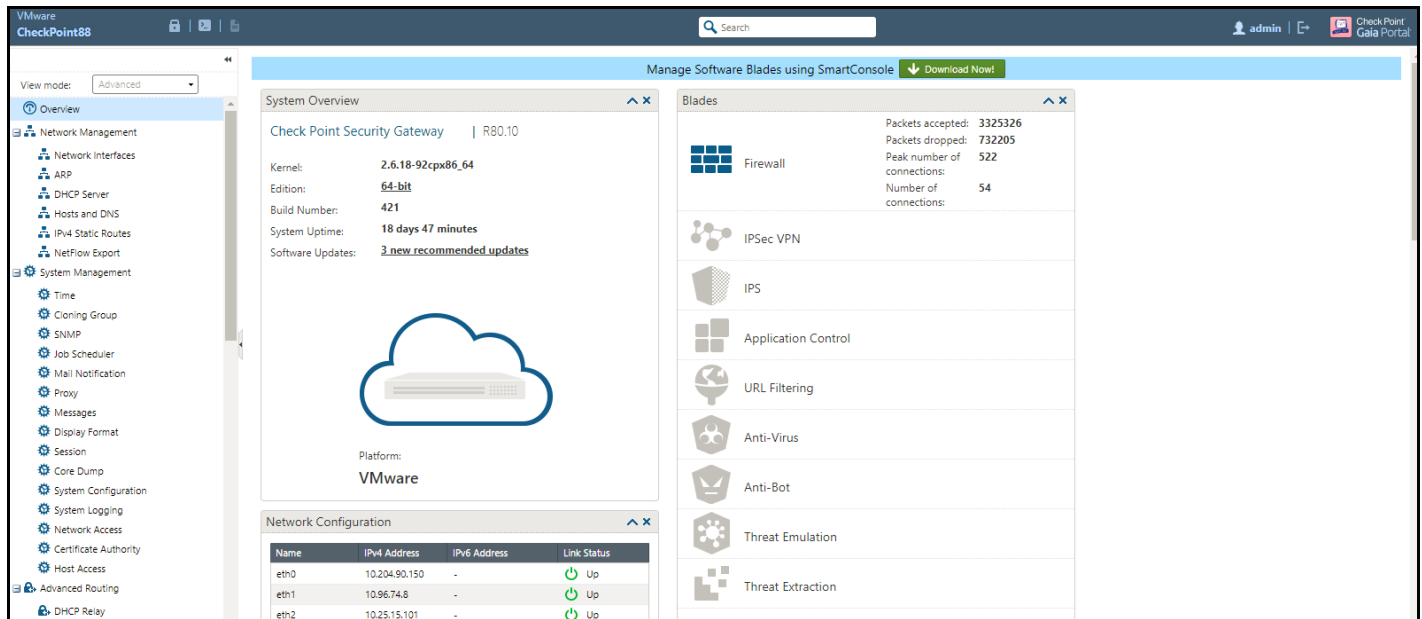 VMware
CheckPoint88
Search
admin
Check Point
Gaia Portal
View mode:
Advanced
Overview
Network Management
Network Interfaces
ARP
DHCP Server
Hosts and DNS
IPv4 Static Routes
NetFlow Export
System Management
Time
Cloning Group
SNMP
Job Scheduler
Mail Notification
Proxy
Messages
Display Format
Session
Core Dump
System Configuration
System Logging
Network Access
Certificate Authority
Host Access
Advanced Routing
DHCP Relay
Manage Software Blades using SmartConsole Download Now!
System Overview
Check Point Security Gateway | R80.10
Kernel: 2.6.18-92cpx86_64
Edition: 64-bit
Build Number: 421
System Uptime: 18 days 47 minutes
Software Updates: 3 new recommended updates
Platform:
VMware
Network Configuration
Name IPv4 Address IPv6 Address Link Status
eth0 10.204.90.150 - Up
eth1 10.96.74.8 - Up
eth2 10.25.15.101 - Up
Blades
Firewall
Packets accepted: 3325326
Packets dropped: 732205
Peak number of 522
connections:
Number of 54
connections:
IPSec VPN
IPS
Application Control
URL Filtering
Anti-Virus
Anti-Bot
Threat Emulation
Threat Extraction